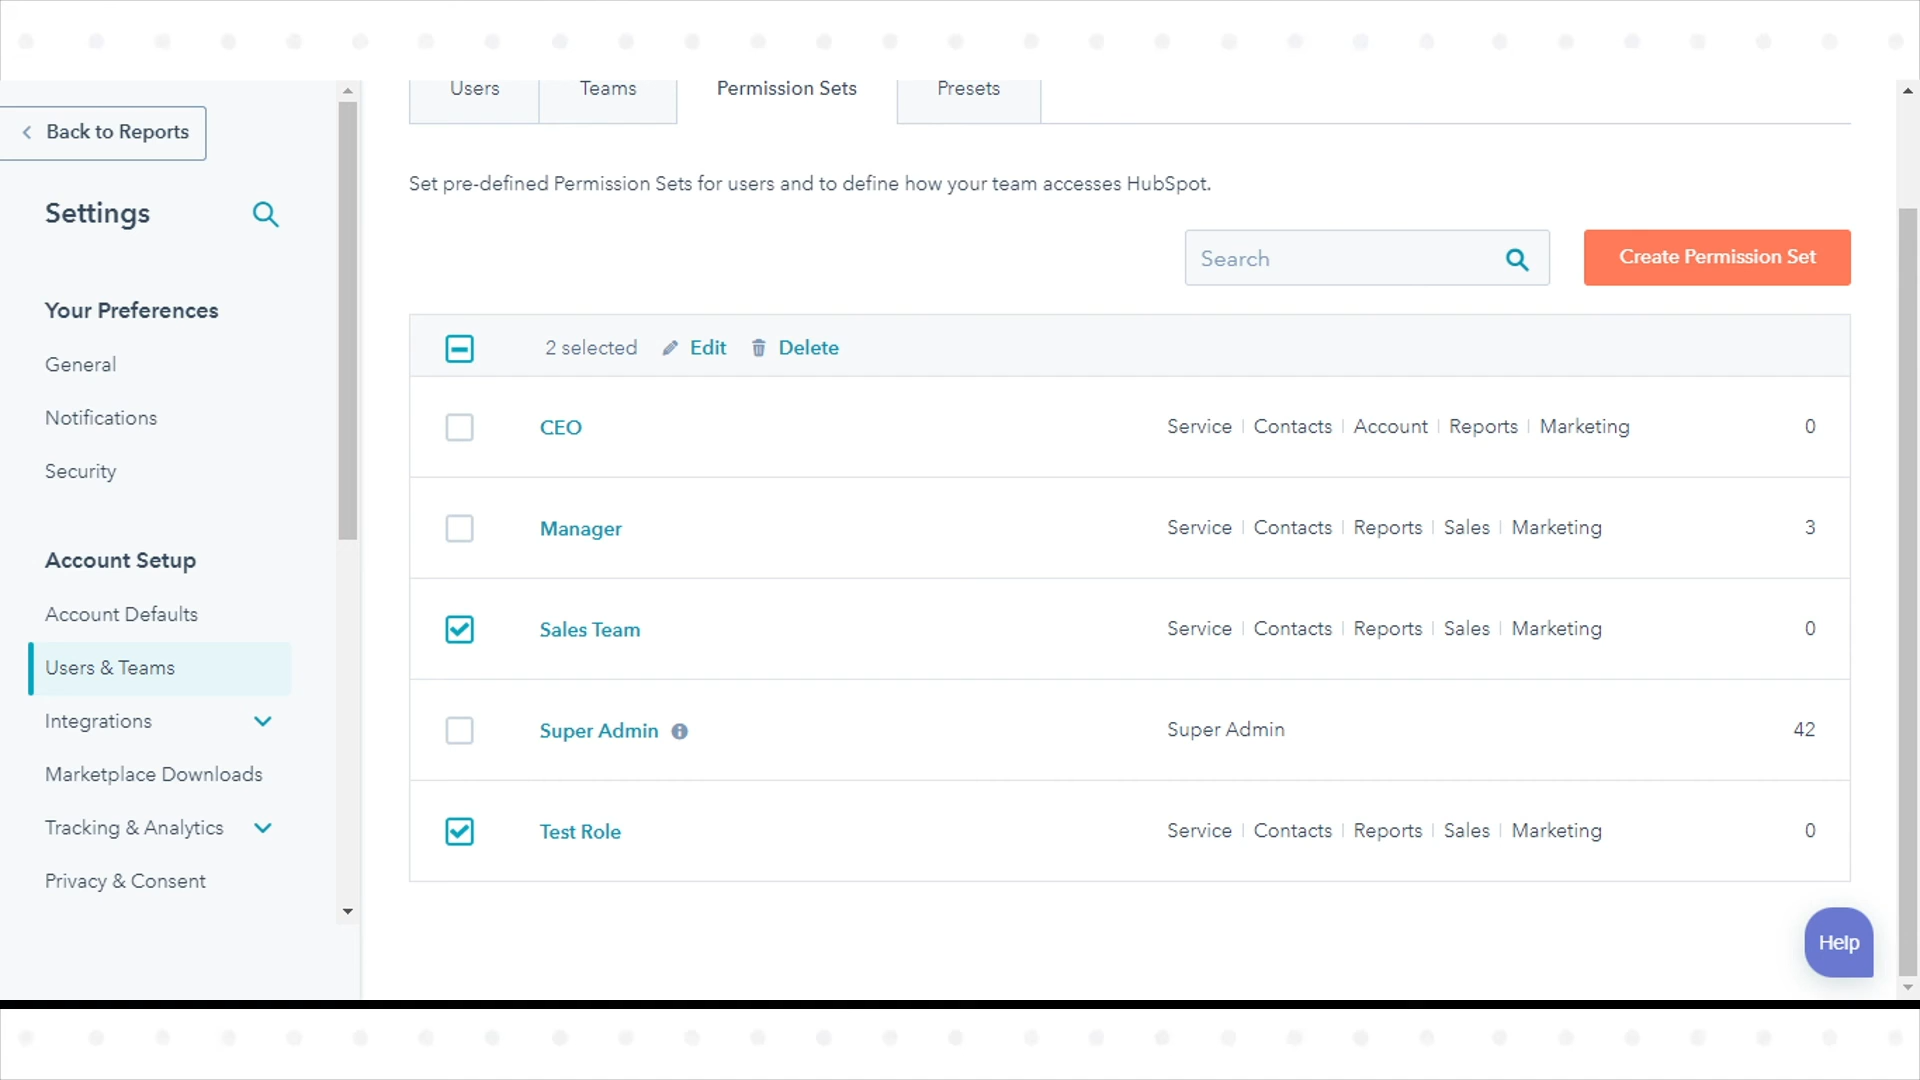 Users Teams Permission Sets Presets
Back to Reports
Set pre-defined Permission Sets for users and to define how your team accesses HubSpot.
Settings
Search Create Permission Set
Your Preferences
General
Notifications
Security
Account Setup
Account Defaults
Users & Teams
Integrations
Marketplace Downloads
Tracking & Analytics
Privacy & Consent
2 selected Edit Delete
CEO Service | Contacts | Account | Reports | Marketing 0
Manager Service | Contacts | Reports | Sales | Marketing 3
Sales Team Service | Contacts | Reports | Sales | Marketing 0
Super Admin Super Admin 42
Test Role Service | Contacts | Reports | Sales | Marketing 0
Help